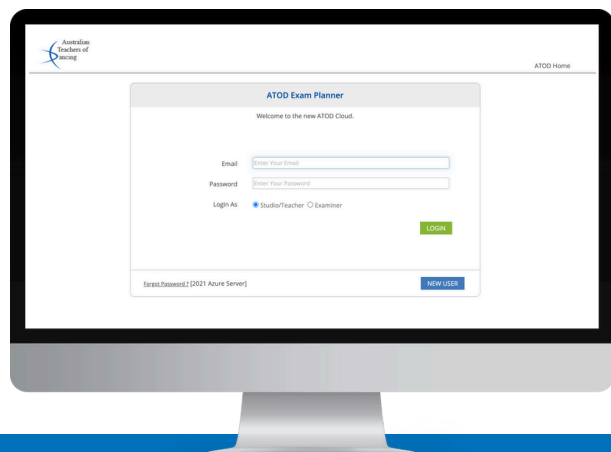 Australian
Teachers of
Dancing
ATOD Home
ATOD Exam Planner
Welcome to the new ATOD Cloud.
Email
Enter Your Email
Password
Enter Your Password
Login As
Studio/Teacher
Examiner
LOGIN
Forgot Password ? [2021 Azure Server]
NEW USER